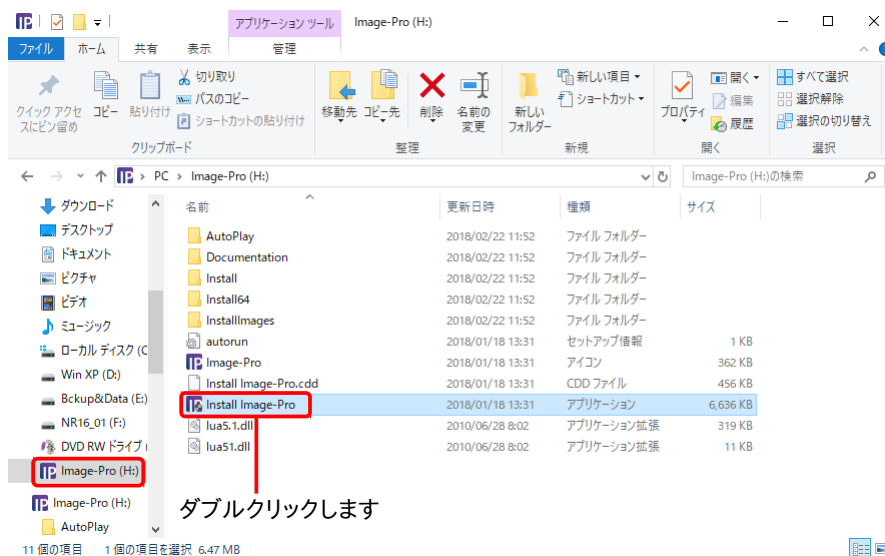 アプリケーション ツール Image-Pro (H:)
ファイル ホーム 共有 表示 管理
クイック アクセスにピン留め コピー 貼り付け 切り取り パスのコピー ショートカットの貼り付け 移動先 コピー先 削除 名前の変更 新しいフォルダー 新しい項目 ショートカット プロパティ 開く 編集 履歴 すべて選択 選択解除 選択の切り替え
クリップボード 整理 新規 開く 選択
PC > Image-Pro (H:) Image-Pro (H:)の検索
名前 更新日時 種類 サイズ
ダウンロード
デスクトップ
ドキュメント
ピクチャ
ビデオ
ミュージック
ローカル ディスク (C
Win XP (D:)
Bckup&Data (E:)
NR16_01 (F:)
DVD RW ドライブ (
Image-Pro (H:)
Image-Pro (H:)
AutoPlay
AutoPlay 2018/02/22 11:52 ファイル フォルダー
Documentation 2018/02/22 11:52 ファイル フォルダー
Install 2018/02/22 11:52 ファイル フォルダー
Install64 2018/02/22 11:52 ファイル フォルダー
InstallImages 2018/02/22 11:52 ファイル フォルダー
autorun 2018/01/18 13:31 セットアップ情報 1 KB
Image-Pro 2018/01/18 13:31 アイコン 362 KB
Install Image-Pro.cdd 2018/01/18 13:31 CDD ファイル 456 KB
Install Image-Pro 2018/01/18 13:31 アプリケーション 6,636 KB
lua5.1.dll 2010/06/28 8:02 アプリケーション拡張 319 KB
lua51.dll 2010/06/28 8:02 アプリケーション拡張 11 KB
ダブルクリックします
11 個の項目 1 個の項目を選択 6.47 MB